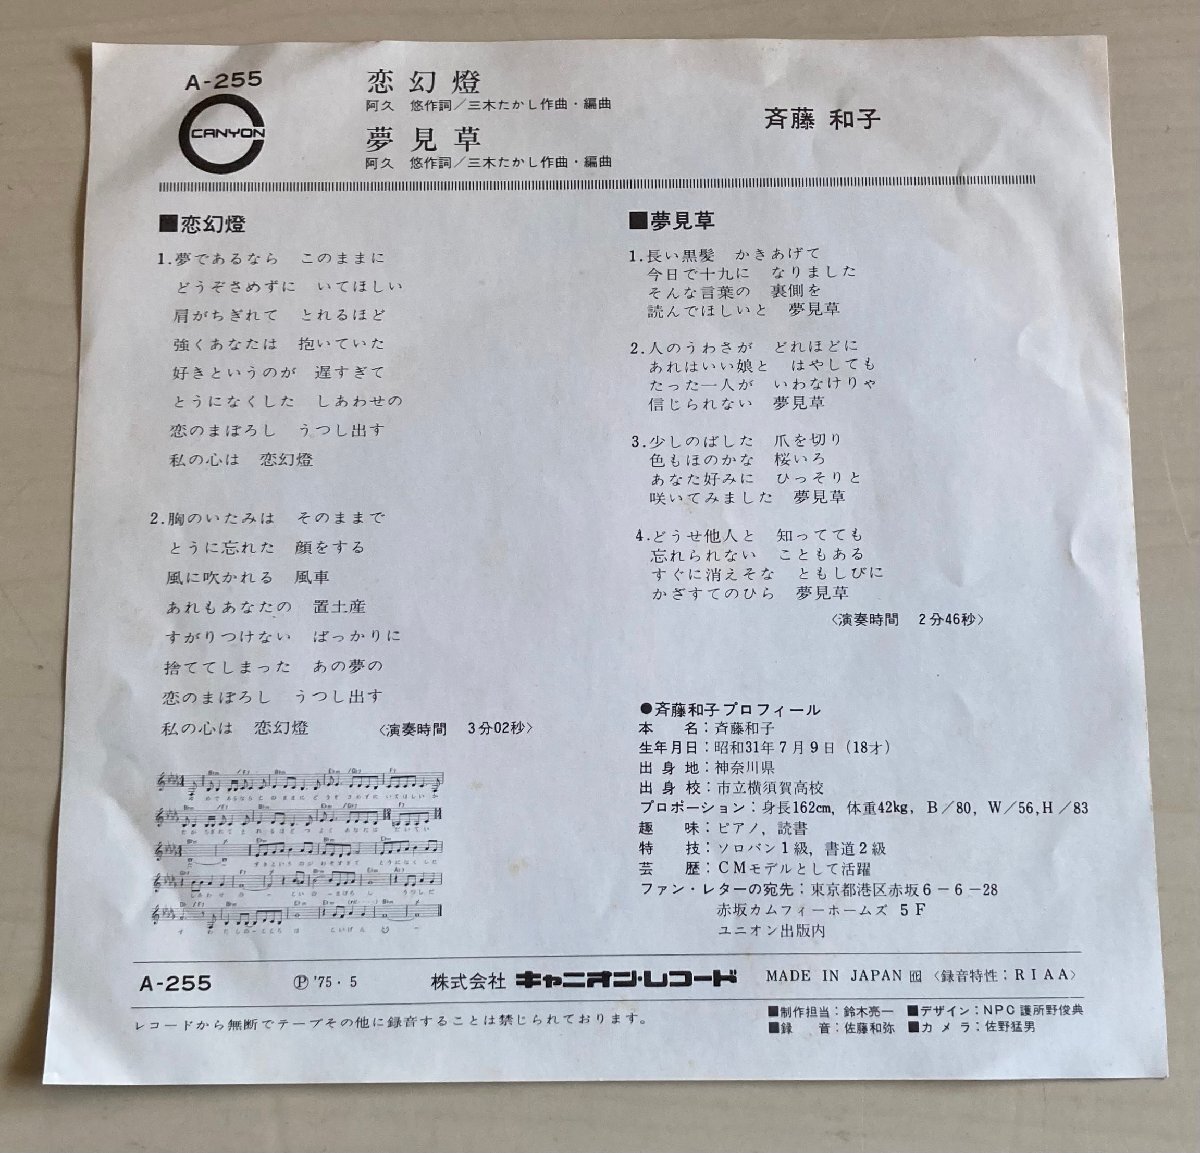 A-255
CANYON
恋幻燈
阿久 悠作詞／三木たかし作曲・編曲
夢見草
阿久 悠作詞／三木たかし作曲・編曲
斉藤 和子
■恋幻燈
1.夢であるなら このままに
どうぞさめずに いてほしい
肩がちぎれて とれるほど
強くあなたは 抱いていた
好きというのが 遅すぎて
とうになくした しあわせの
恋のまぼろし うつし出す
私の心は 恋幻燈
2.胸のいたみは そのままで
とうに忘れた 顔をする
風に吹かれる 風車
あれもあなたの 置土産
すがりつけない ばっかりに
捨ててしまった あの夢の
恋のまぼろし うつし出す
私の心は 恋幻燈 〈演奏時間 3分02秒〉
■夢見草
1.長い黒髪 かきあげて
今日で十九に なりました
そんな言葉の 裏側を
読んでほしいと 夢見草
2.人のうわさが どれほどに
あれはいい娘と はやしても
たった一人が いわなけりゃ
信じられない 夢見草
3.少しのばした 爪を切り
色もほのかな 桜いろ
あなた好みに ひっそりと
咲いてみました 夢見草
4.どうせ他人と 知ってても
忘れられない こともある
すぐに消えそな ともしびに
かざすてのひら 夢見草
〈演奏時間 2分46秒〉
●斉藤和子プロフィール
本名：斉藤和子
生年月日：昭和31年7月9日（18才）
出身地：神奈川県
出身校：市立横須賀高校
プロポーション：身長162cm，体重42kg，B／80，W／56，H／83
趣味：ピアノ，読書
特技：ソロバン1級，書道2級
芸歴：CMモデルとして活躍
ファン・レターの宛先：東京都港区赤坂6－6－28
赤坂カムフィーホームズ 5F
ユニオン出版内
A-255 Ⓟ'75・5 株式会社 キャニオン・レコード MADE IN JAPAN 〈録音特性：RIAA〉
レコードから無断でテープその他に録音することは禁じられております。
■制作担当：鈴木亮一 ■デザイン：NPC護所野俊典
■録音：佐藤和弥 ■カメラ：佐野猛男